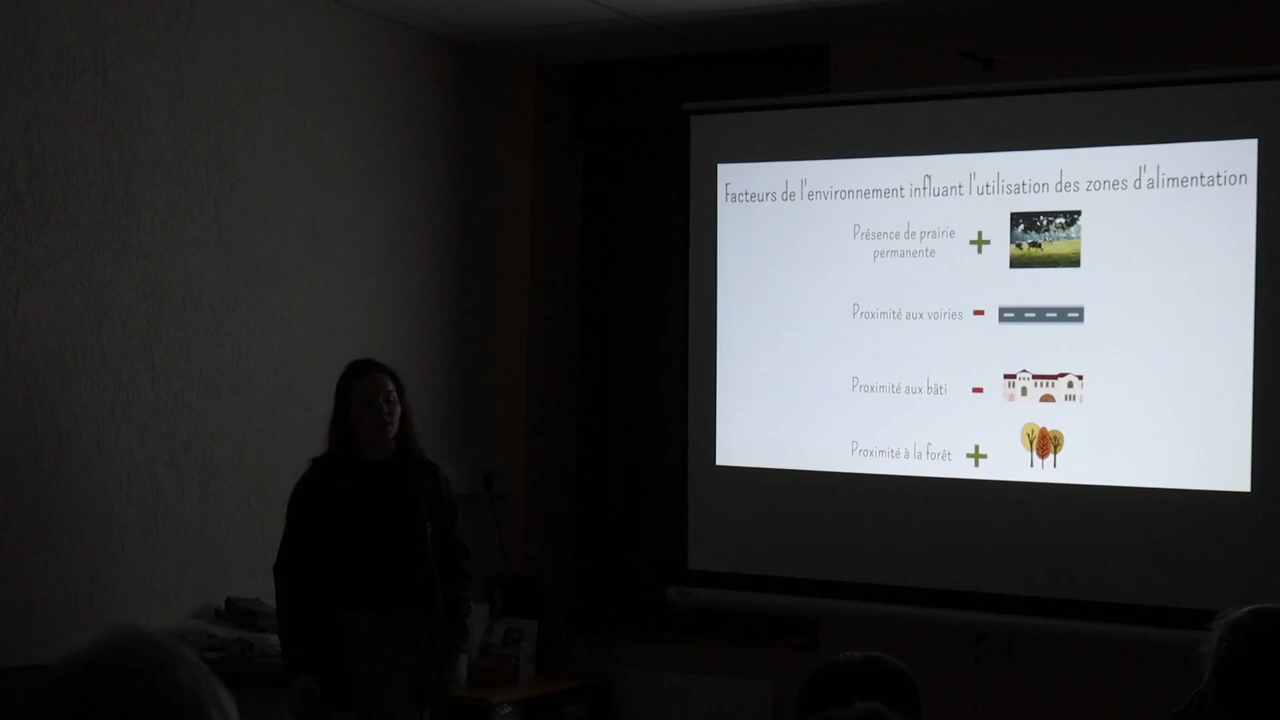 Facteurs de l'environnement influant l'utilisation des zones d'alimentation
Présence de prairie
permanente +
Proximité aux voiries -
Proximité aux bâti -
Proximité à la forêt +